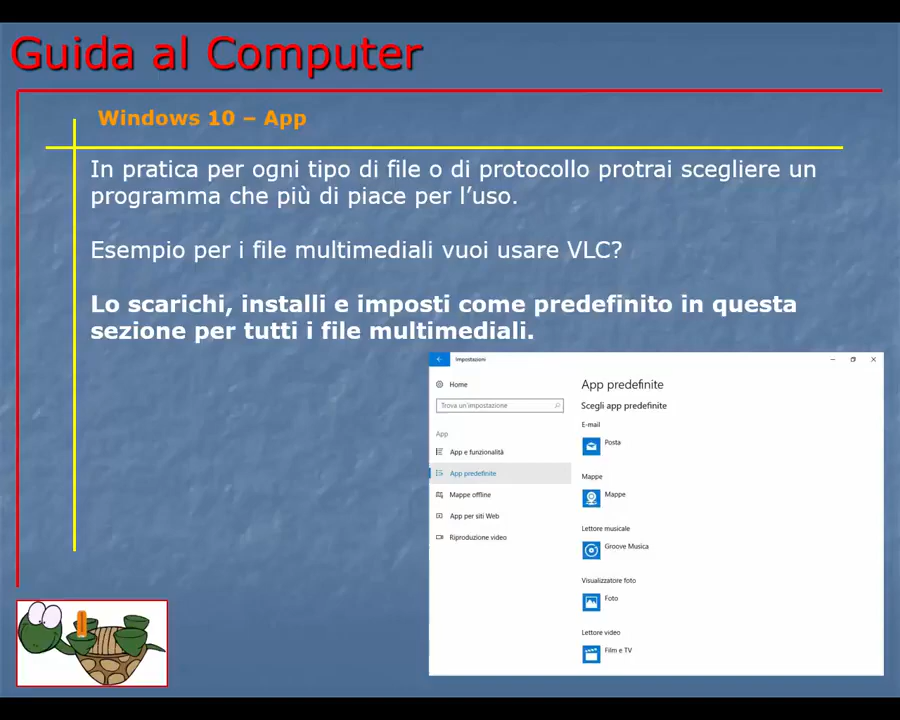 Guida al Computer
Windows 10 – App
In pratica per ogni tipo di file o di protocollo protrai scegliere un
programma che più di piace per l’uso.
Esempio per i file multimediali vuoi usare VLC?
Lo scarichi, installi e imposti come predefinito in questa
sezione per tutti i file multimediali.
Impostazioni
Home
Trova un'impostazione
App
App e funzionalità
App predefinite
Mappe offline
App per siti Web
Riproduzione video
App predefinite
Scegli app predefinite
E-mail
Posta
Mappe
Mappe
Lettore musicale
Groove Musica
Visualizzatore foto
Foto
Lettore video
Film e TV